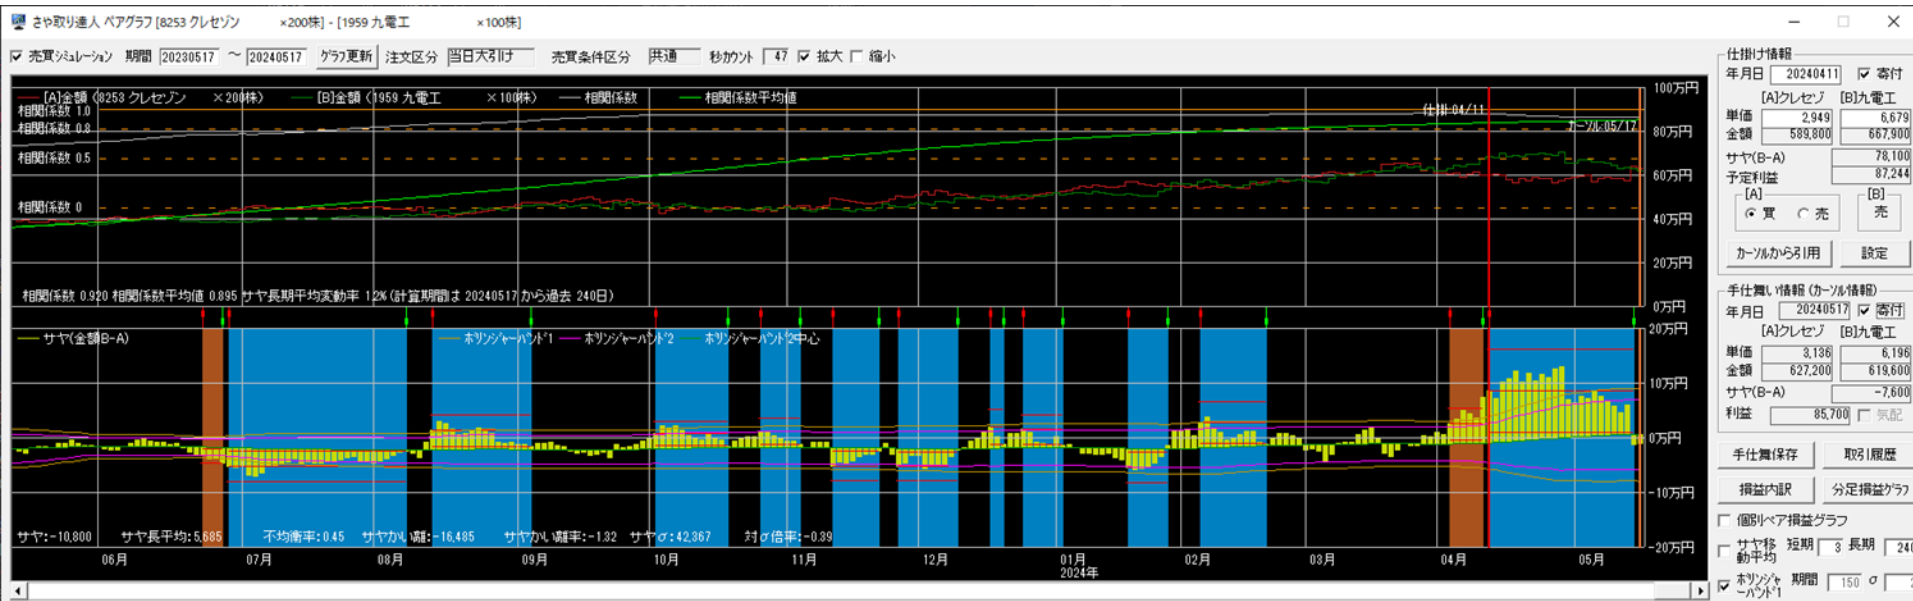 さや取り達人 ペアグラフ [8253 クレセゾン ×200株] - [1959 九電工 ×100株]
売買シミュレーション 期間 20230517 ～ 20240517 グラフ更新 注文区分 当日大引け 売買条件区分 共通 秒カウント 47 拡大 縮小
[A]金額 (8253 クレセゾン ×200株) [B]金額 (1959 九電工 ×100株) 相関係数 相関係数平均値
相関係数 1.0
相関係数 0.8
相関係数 0.5
相関係数 0
仕掛:04/11
カーソル:05/17
100万円
80万円
60万円
40万円
20万円
0万円
相関係数 0.920 相関係数平均値 0.895 サヤ長期平均変動率 12% (計算期間は 20240517 から過去 240日)
サヤ(金額B-A) ボリンジャーバンド1 ボリンジャーバンド2 ボリンジャーバンド2中心
20万円
10万円
0万円
-10万円
-20万円
サヤ:-10,800 サヤ長平均:5,685 不均衡率:0.45 サヤかい離:-16,485 サヤかい離率:-1.32 サヤσ:42,367 対σ倍率:-0.39
06月 07月 08月 09月 10月 11月 12月 01月 02月 03月 04月 05月
2024年
仕掛け情報
年月日 20240411 寄付
[A]クレセゾ [B]九電工
単価 2,949 6,679
金額 589,800 667,900
サヤ(B-A) 78,100
予定利益 87,244
[A] [B]
買 売 売
カーソルから引用 設定
手仕舞い情報 (カーソル情報)
年月日 20240517 寄付
[A]クレセゾ [B]九電工
単価 3,136 6,196
金額 627,200 619,600
サヤ(B-A) -7,600
利益 85,700 気配
手仕舞保存 取引履歴
損益内訳 分足損益グラフ
個別ペア損益グラフ
サヤ移動平均 短期 3 長期 240
ボリンジャーバンド1 期間 150 σ 2